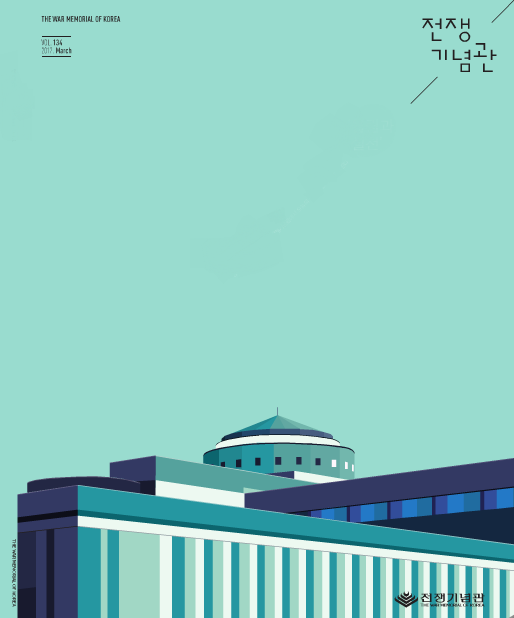 THE WAR MEMORIAL OF KOREA
VOL. 134
2017. March
전쟁
기념관
THE WAR MEMORIAL OF KOREA
전쟁기념관
THE WAR MEMORIAL OF KOREA